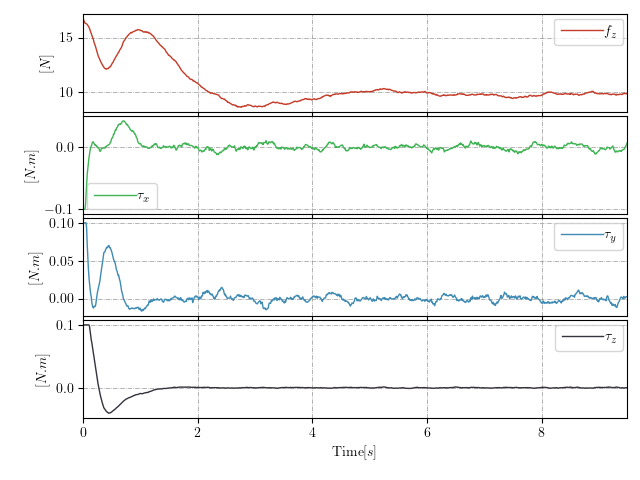 15
10
[N]
f_z
0.0
−0.1
[N.m]
τ_x
0.10
0.05
0.00
[N.m]
τ_y
0.1
0.0
[N.m]
τ_z
0 2 4 6 8
Time[s]